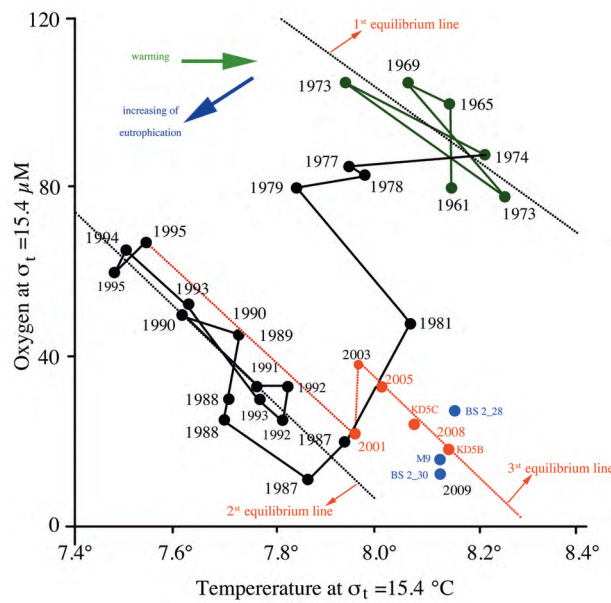 120
1st equilibrium line
warming
1969
1973
1965
increasing of
eutrophication
1974
1977
80
1979
1978
1961
1973
1994
1995
1995
1993
1990
1990
1989
1981
40
1991
2003
1988
1992
2005
1993
1992
KD5C
BS 2_28
1988
1987
2001
2008
KD5B
M9
1987
BS 2_30
2009
2nd equilibrium line
3rd equilibrium line
0
7.4° 7.6° 7.8° 8.0° 8.2° 8.4°
Oxygen at σt =15.4 µM
Tempererature at σt =15.4 °C